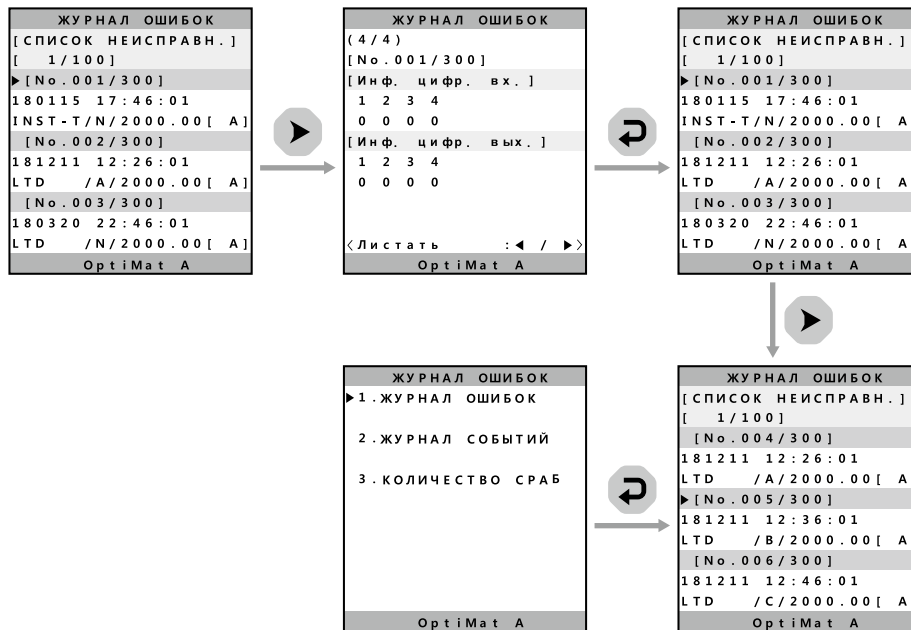 ЖУРНАЛ ОШИБОК
[СПИСОК НЕИСПРАВН.]
[ 1/100]
▶[No.001/300]
180115 17:46:01
INST-T/N/2000.00[ A]
[No.002/300]
181211 12:26:01
LTD /A/2000.00[ A]
[No.003/300]
180320 22:46:01
LTD /N/2000.00[ A]
OptiMat A
ЖУРНАЛ ОШИБОК
(4/4)
[No.001/300]
[Инф. цифр. вх.]
1 2 3 4
0 0 0 0
[Инф. цифр. вых.]
1 2 3 4
0 0 0 0
〈Листать :◀ / ▶〉
OptiMat A
ЖУРНАЛ ОШИБОК
[СПИСОК НЕИСПРАВН.]
[ 1/100]
▶[No.001/300]
180115 17:46:01
INST-T/N/2000.00[ A
[No.002/300]
181211 12:26:01
LTD /A/2000.00[ A
[No.003/300]
180320 22:46:01
LTD /N/2000.00[ A
OptiMat A
ЖУРНАЛ ОШИБОК
▶1.ЖУРНАЛ ОШИБОК
2.ЖУРНАЛ СОБЫТИЙ
3.КОЛИЧЕСТВО СРАБ
OptiMat A
ЖУРНАЛ ОШИБОК
[СПИСОК НЕИСПРАВН.]
[ 1/100]
[No.004/300]
181211 12:26:01
LTD /A/2000.00[ A
▶[No.005/300]
181211 12:36:01
LTD /B/2000.00[ A
[No.006/300]
181211 12:46:01
LTD /C/2000.00[ A
OptiMat A